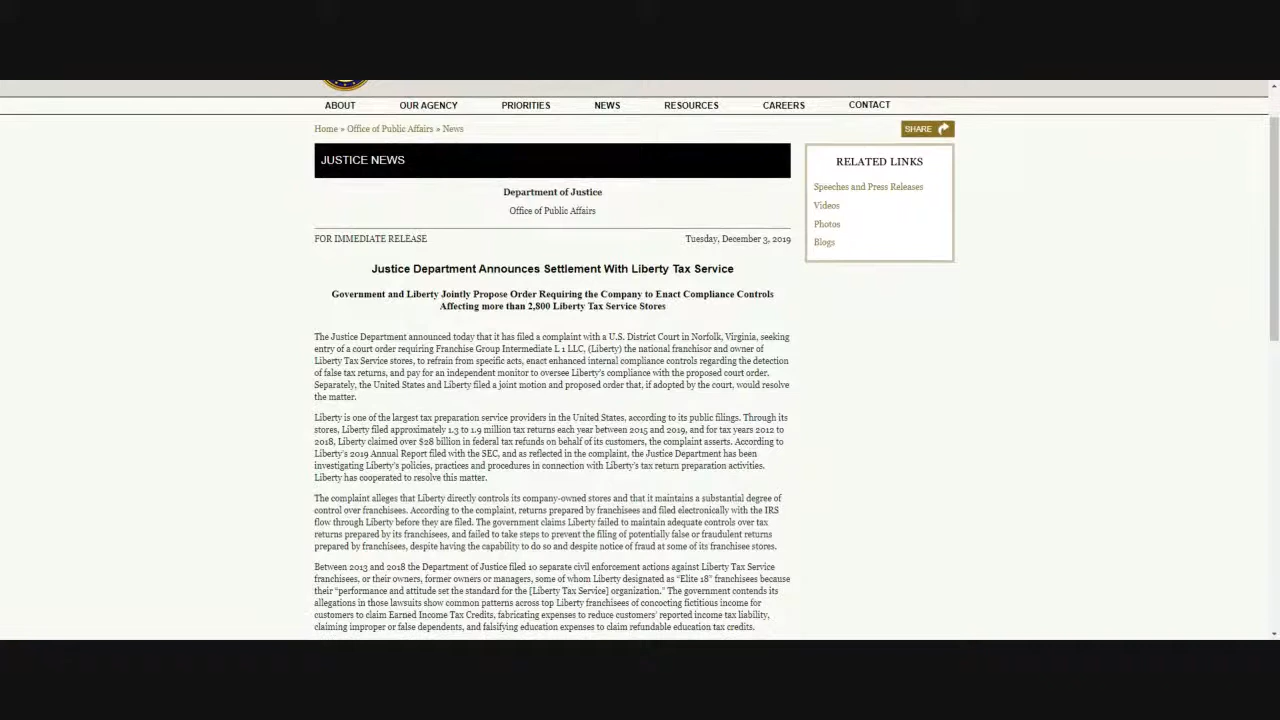 ABOUT OUR AGENCY PRIORITIES NEWS RESOURCES CAREERS CONTACT
Home » Office of Public Affairs » News
SHARE
JUSTICE NEWS
Department of Justice
Office of Public Affairs
FOR IMMEDIATE RELEASE Tuesday, December 3, 2019
Justice Department Announces Settlement With Liberty Tax Service
Government and Liberty Jointly Propose Order Requiring the Company to Enact Compliance Controls
Affecting more than 2,800 Liberty Tax Service Stores
The Justice Department announced today that it has filed a complaint with a U.S. District Court in Norfolk, Virginia, seeking
entry of a court order requiring Franchise Group Intermediate L 1 LLC, (Liberty) the national franchisor and owner of
Liberty Tax Service stores, to refrain from specific acts, enact enhanced internal compliance controls regarding the detection
of false tax returns, and pay for an independent monitor to oversee Liberty's compliance with the proposed court order.
Separately, the United States and Liberty filed a joint motion and proposed order that, if adopted by the court, would resolve
the matter.
Liberty is one of the largest tax preparation service providers in the United States, according to its public filings. Through its
stores, Liberty filed approximately 1.3 to 1.9 million tax returns each year between 2015 and 2019, and for tax years 2012 to
2018, Liberty claimed over $28 billion in federal tax refunds on behalf of its customers, the complaint asserts. According to
Liberty's 2019 Annual Report filed with the SEC, and as reflected in the complaint, the Justice Department has been
investigating Liberty's policies, practices and procedures in connection with Liberty's tax return preparation activities.
Liberty has cooperated to resolve this matter.
The complaint alleges that Liberty directly controls its company-owned stores and that it maintains a substantial degree of
control over franchisees. According to the complaint, returns prepared by franchisees and filed electronically with the IRS
flow through Liberty before they are filed. The government claims Liberty failed to maintain adequate controls over tax
returns prepared by its franchisees, and failed to take steps to prevent the filing of potentially false or fraudulent returns
prepared by franchisees, despite having the capability to do so and despite notice of fraud at some of its franchisee stores.
Between 2013 and 2018 the Department of Justice filed 10 separate civil enforcement actions against Liberty Tax Service
franchisees, or their owners, former owners or managers, some of whom Liberty designated as “Elite 18” franchisees because
their “performance and attitude set the standard for the [Liberty Tax Service] organization.” The government contends its
allegations in those lawsuits show common patterns across top Liberty franchisees of concocting fictitious income for
customers to claim Earned Income Tax Credits, fabricating expenses to reduce customers' reported income tax liability,
claiming improper or false dependents, and falsifying education expenses to claim refundable education tax credits.
RELATED LINKS
Speeches and Press Releases
Videos
Photos
Blogs